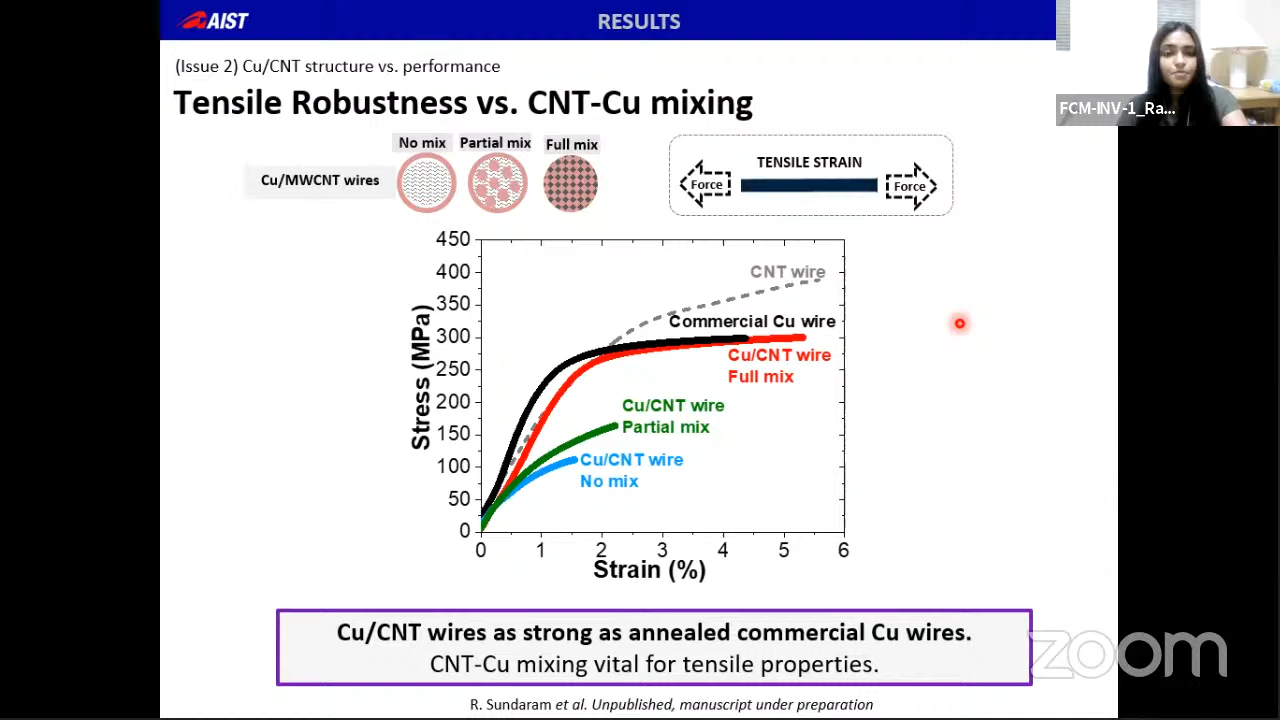 AIST
RESULTS
(Issue 2) Cu/CNT structure vs. performance
Tensile Robustness vs. CNT-Cu mixing
FCM-INV-1_Ra...
No mix
Partial mix
Full mix
Cu/MWCNT wires
TENSILE STRAIN
Force
Force
450
400
350
300
250
200
150
100
50
0
Stress (MPa)
CNT wire
Commercial Cu wire
Cu/CNT wire
Full mix
Cu/CNT wire
Partial mix
Cu/CNT wire
No mix
0 1 2 3 4 5 6
Strain (%)
Cu/CNT wires as strong as annealed commercial Cu wires.
CNT-Cu mixing vital for tensile properties.
zoom
R. Sundaram et al. Unpublished, manuscript under preparation